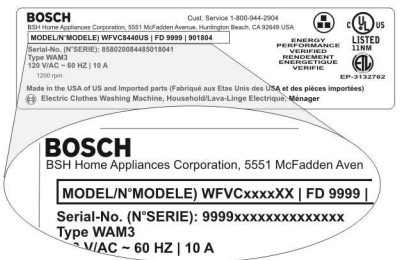 BOSCH
Cust. Service 1-800-944-2904
BSH Home Appliances Corporation, 5551 McFadden Avenue, Huntington Beach, CA 92649 USA
MODEL/N°MODELE) WFVC8440US | FD 9999 | 901804
Serial-No. (N°SERIE): 858020084485018041
Type WAM3
120 V/AC ~ 60 HZ | 10 A
1200 rpm
Made in the USA of US and Imported parts (Fabriqué aux Etats Unis des USA et des pièces importées)
Electric Clothes Washing Machine, Household/Lava-Linge Electrique, Ménager
ENERGY
PERFORMANCE
VERIFIED
RENDEMENT
ENERGETIQUE
VERIFIE
c UL US
LISTED
11NM
ETL
EP-3132762
BOSCH
BSH Home Appliances Corporation, 5551 McFadden Aven
MODEL/N°MODELE) WFVCxxxxXX | FD 9999 |
Serial-No. (N°SERIE): 9999xxxxxxxxxxxxxx
Type WAM3
V/AC ~ 60 HZ | 10 A